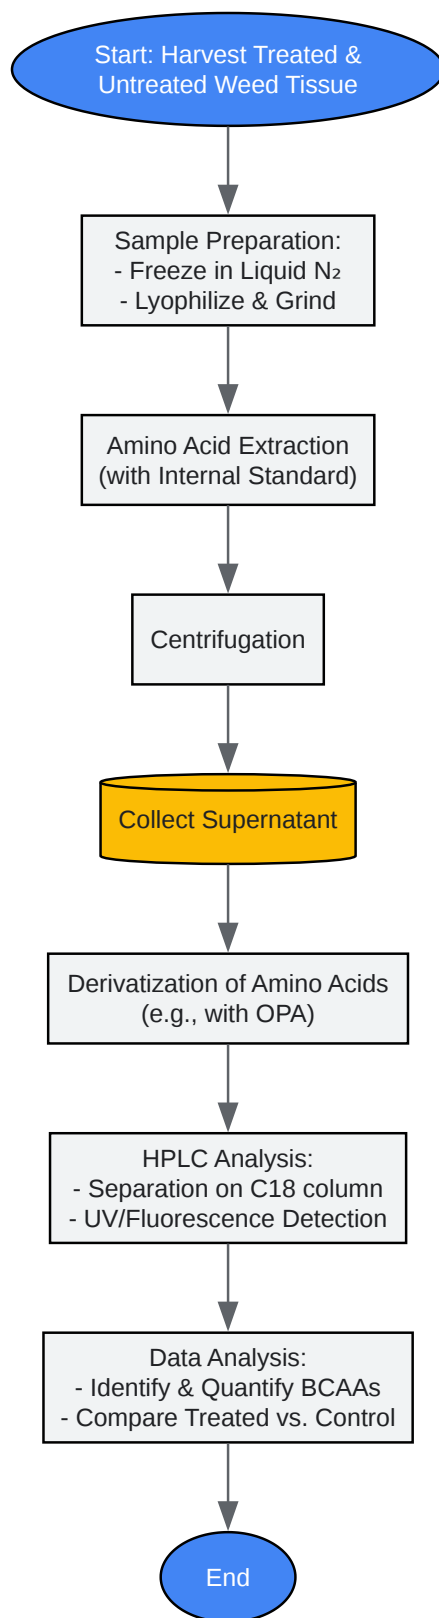 Start: Harvest Treated &
Untreated Weed Tissue
Sample Preparation:
- Freeze in Liquid N₂
- Lyophilize & Grind
Amino Acid Extraction
(with Internal Standard)
Centrifugation
Collect Supernatant
Derivatization of Amino Acids
(e.g., with OPA)
HPLC Analysis:
- Separation on C18 column
- UV/Fluorescence Detection
Data Analysis:
- Identify & Quantify BCAAs
- Compare Treated vs. Control
End